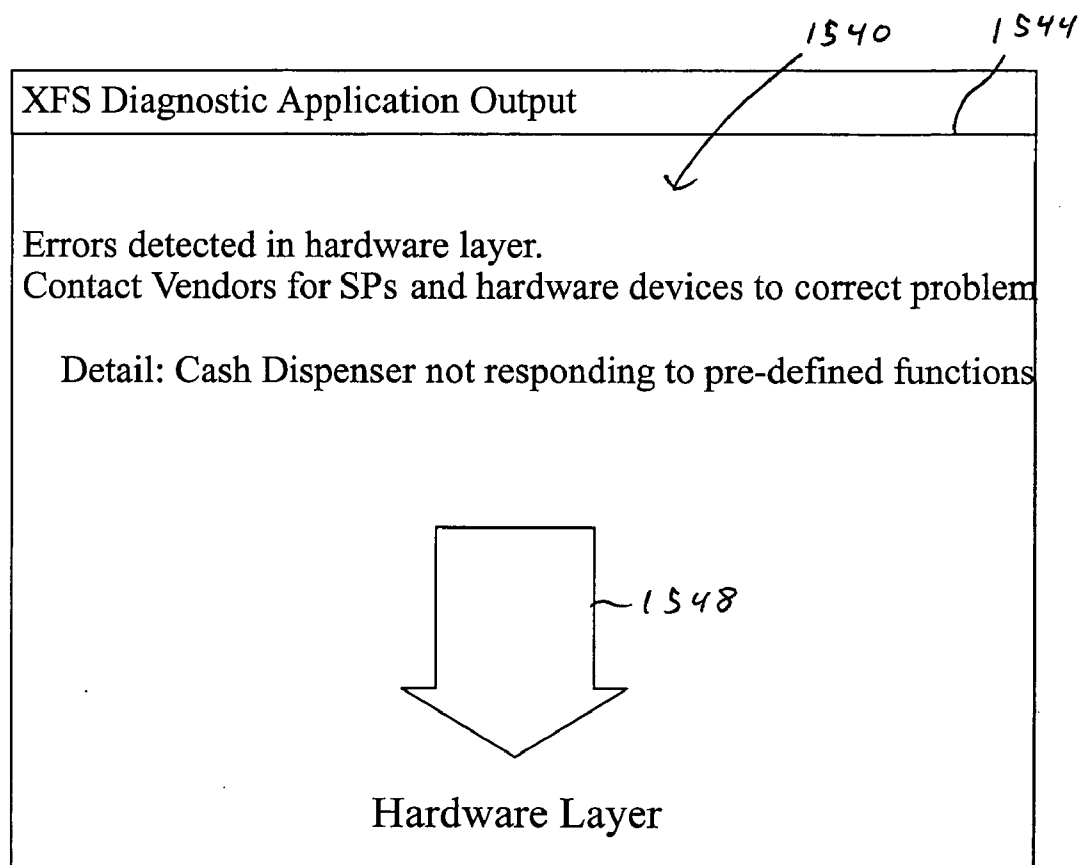 1540
1544
XFS Diagnostic Application Output
Errors detected in hardware layer.
Contact Vendors for SPs and hardware devices to correct problem
Detail: Cash Dispenser not responding to pre-defined functions
1548
Hardware Layer